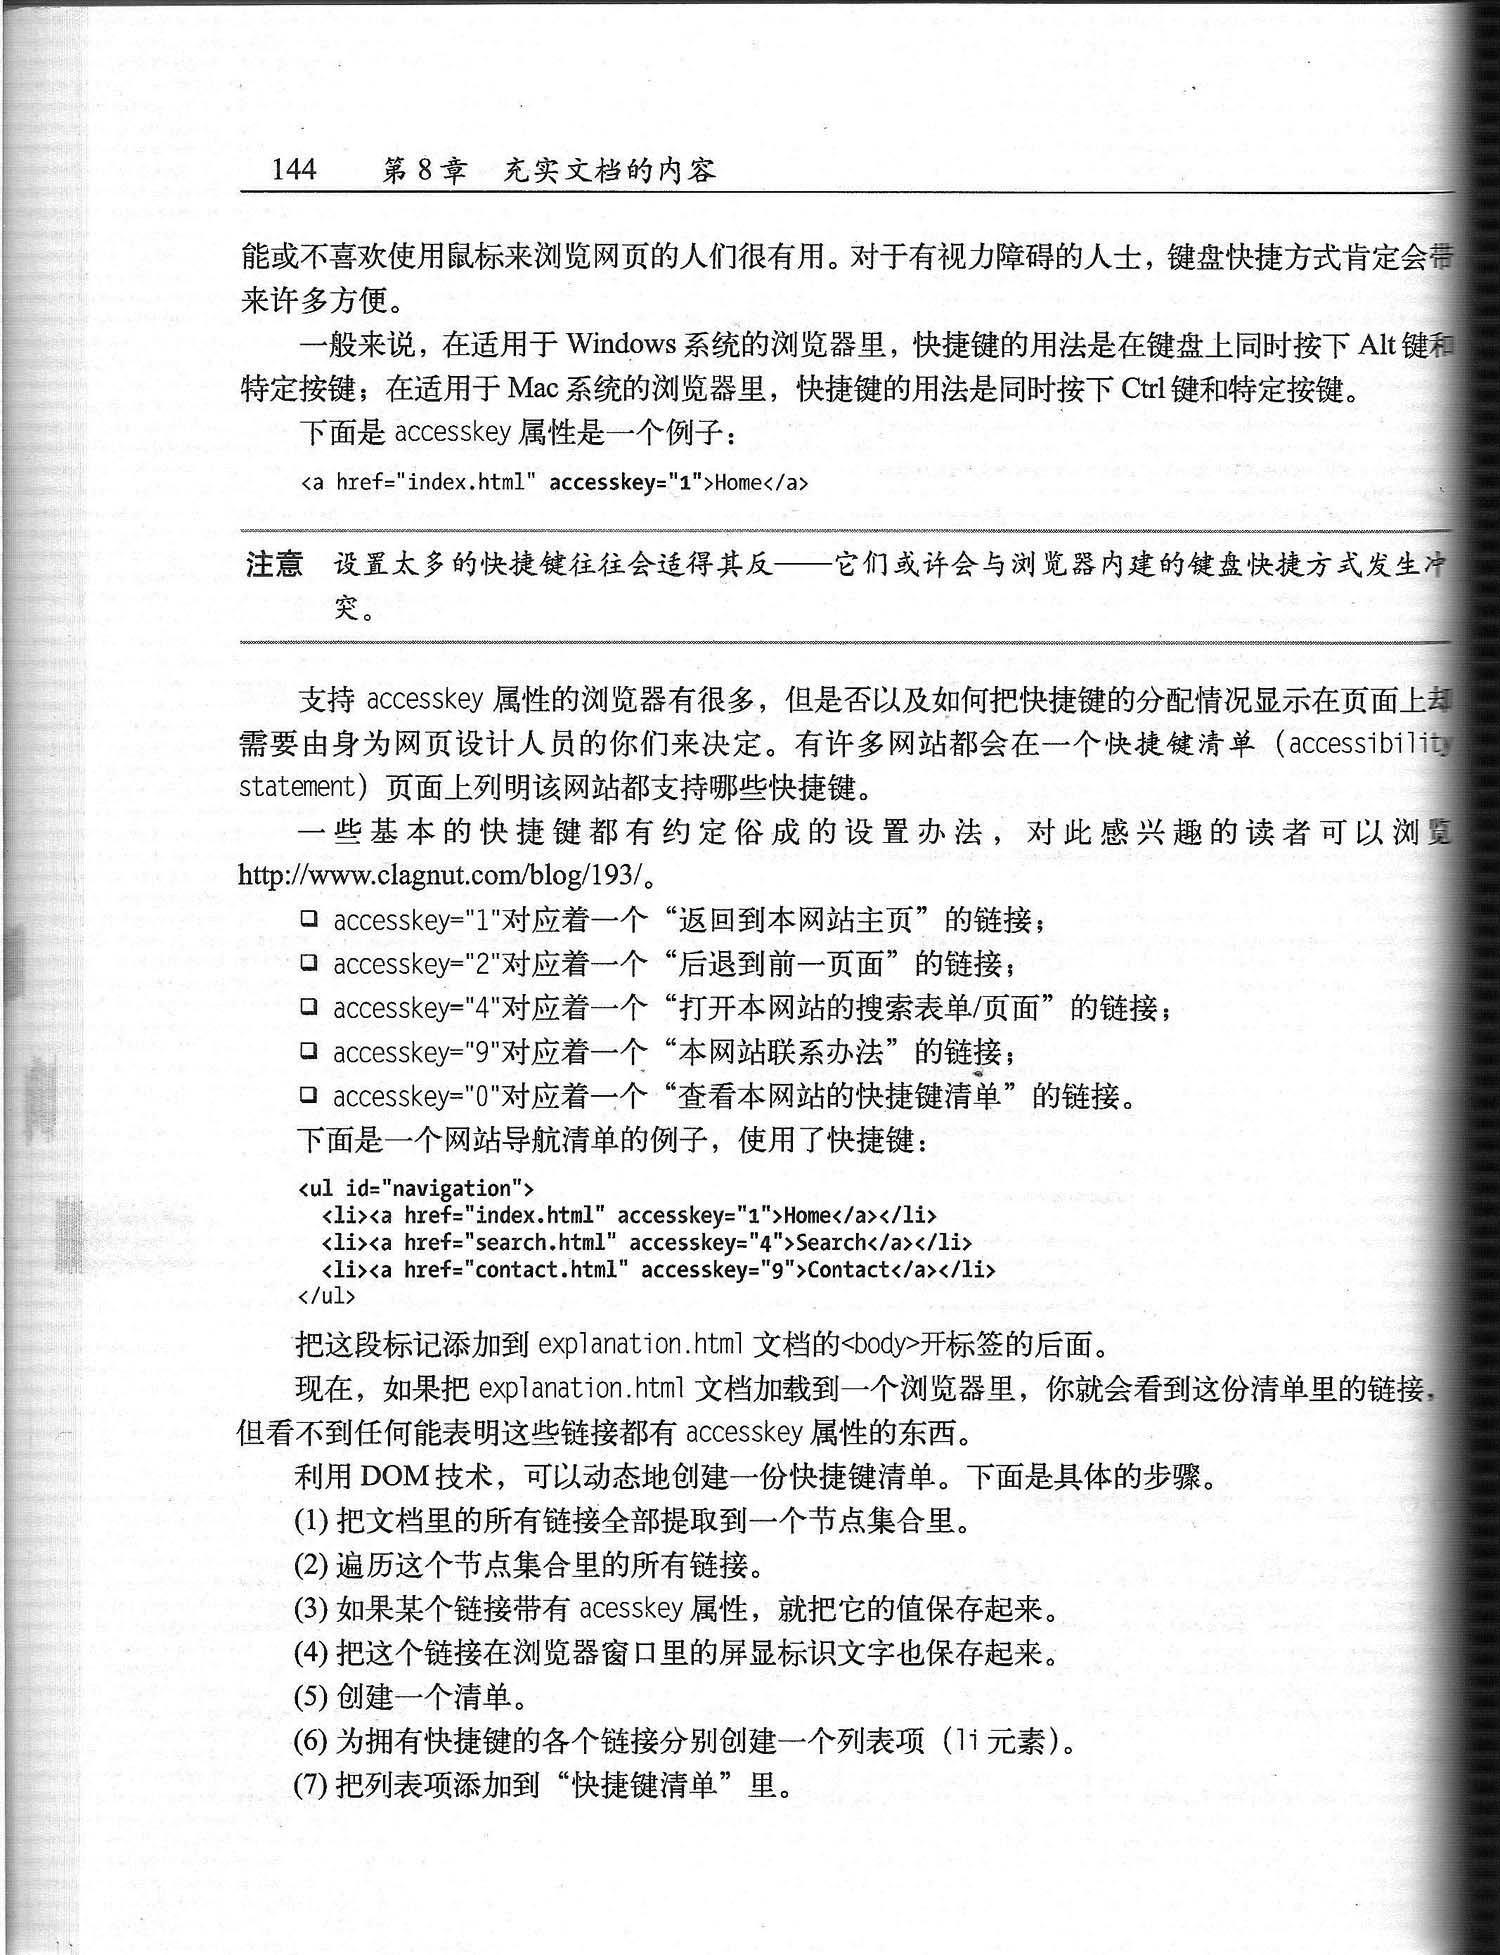 144 第8章 充实文档的内容
能或不喜欢使用鼠标来浏览网页的人们很有用。对于有视力障碍的人士，键盘快捷方式肯定会带
来许多方便。
一般来说，在适用于 Windows 系统的浏览器里，快捷键的用法是在键盘上同时按下 Alt 键和
特定按键；在适用于 Mac 系统的浏览器里，快捷键的用法是同时按下 Ctrl 键和特定按键。
下面是 accesskey 属性是一个例子：
<a href="index.html" accesskey="1">Home</a>
注意 设置太多的快捷键往往会适得其反——它们或许会与浏览器内建的键盘快捷方式发生冲
突。
支持 accesskey 属性的浏览器有很多，但是否以及如何把快捷键的分配情况显示在页面上却
需要由身为网页设计人员的你们来决定。有许多网站都会在一个快捷键清单（accessibility
statement）页面上列明该网站都支持哪些快捷键。
一些基本的快捷键都有约定俗成的设置办法，对此感兴趣的读者可以浏览
http://www.clagnut.com/blog/193/。
❏ accesskey="1"对应着一个“返回到本网站主页”的链接；
❏ accesskey="2"对应着一个“后退到前一页面”的链接；
❏ accesskey="4"对应着一个“打开本网站的搜索表单/页面”的链接；
❏ accesskey="9"对应着一个“本网站联系办法”的链接；
❏ accesskey="0"对应着一个“查看本网站的快捷键清单”的链接。
下面是一个网站导航清单的例子，使用了快捷键：
<ul id="navigation">
<li><a href="index.html" accesskey="1">Home</a></li>
<li><a href="search.html" accesskey="4">Search</a></li>
<li><a href="contact.html" accesskey="9">Contact</a></li>
</ul>
把这段标记添加到 explanation.html 文档的<body>开标签的后面。
现在，如果把 explanation.html 文档加载到一个浏览器里，你就会看到这份清单里的链接，
但看不到任何能表明这些链接都有 accesskey 属性的东西。
利用 DOM 技术，可以动态地创建一份快捷键清单。下面是具体的步骤。
(1) 把文档里的所有链接全部提取到一个节点集合里。
(2) 遍历这个节点集合里的所有链接。
(3) 如果某个链接带有 acesskey 属性，就把它的值保存起来。
(4) 把这个链接在浏览器窗口里的屏显标识文字也保存起来。
(5) 创建一个清单。
(6) 为拥有快捷键的各个链接分别创建一个列表项（li 元素）。
(7) 把列表项添加到“快捷键清单”里。